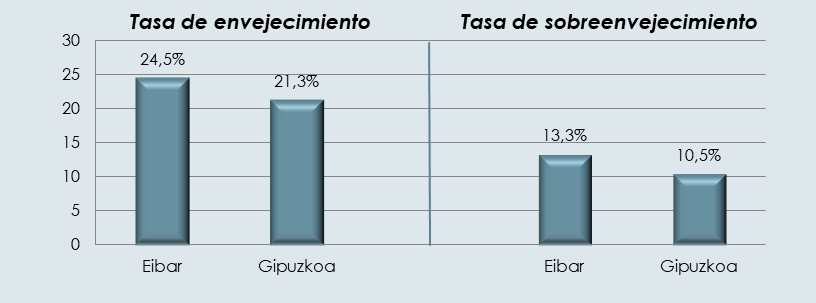 Tasa de envejecimiento
Tasa de sobreenvejecimiento
30
25
20
15
10
5
0
24,5%
21,3%
13,3%
10,5%
Eibar
Gipuzkoa
Eibar
Gipuzkoa